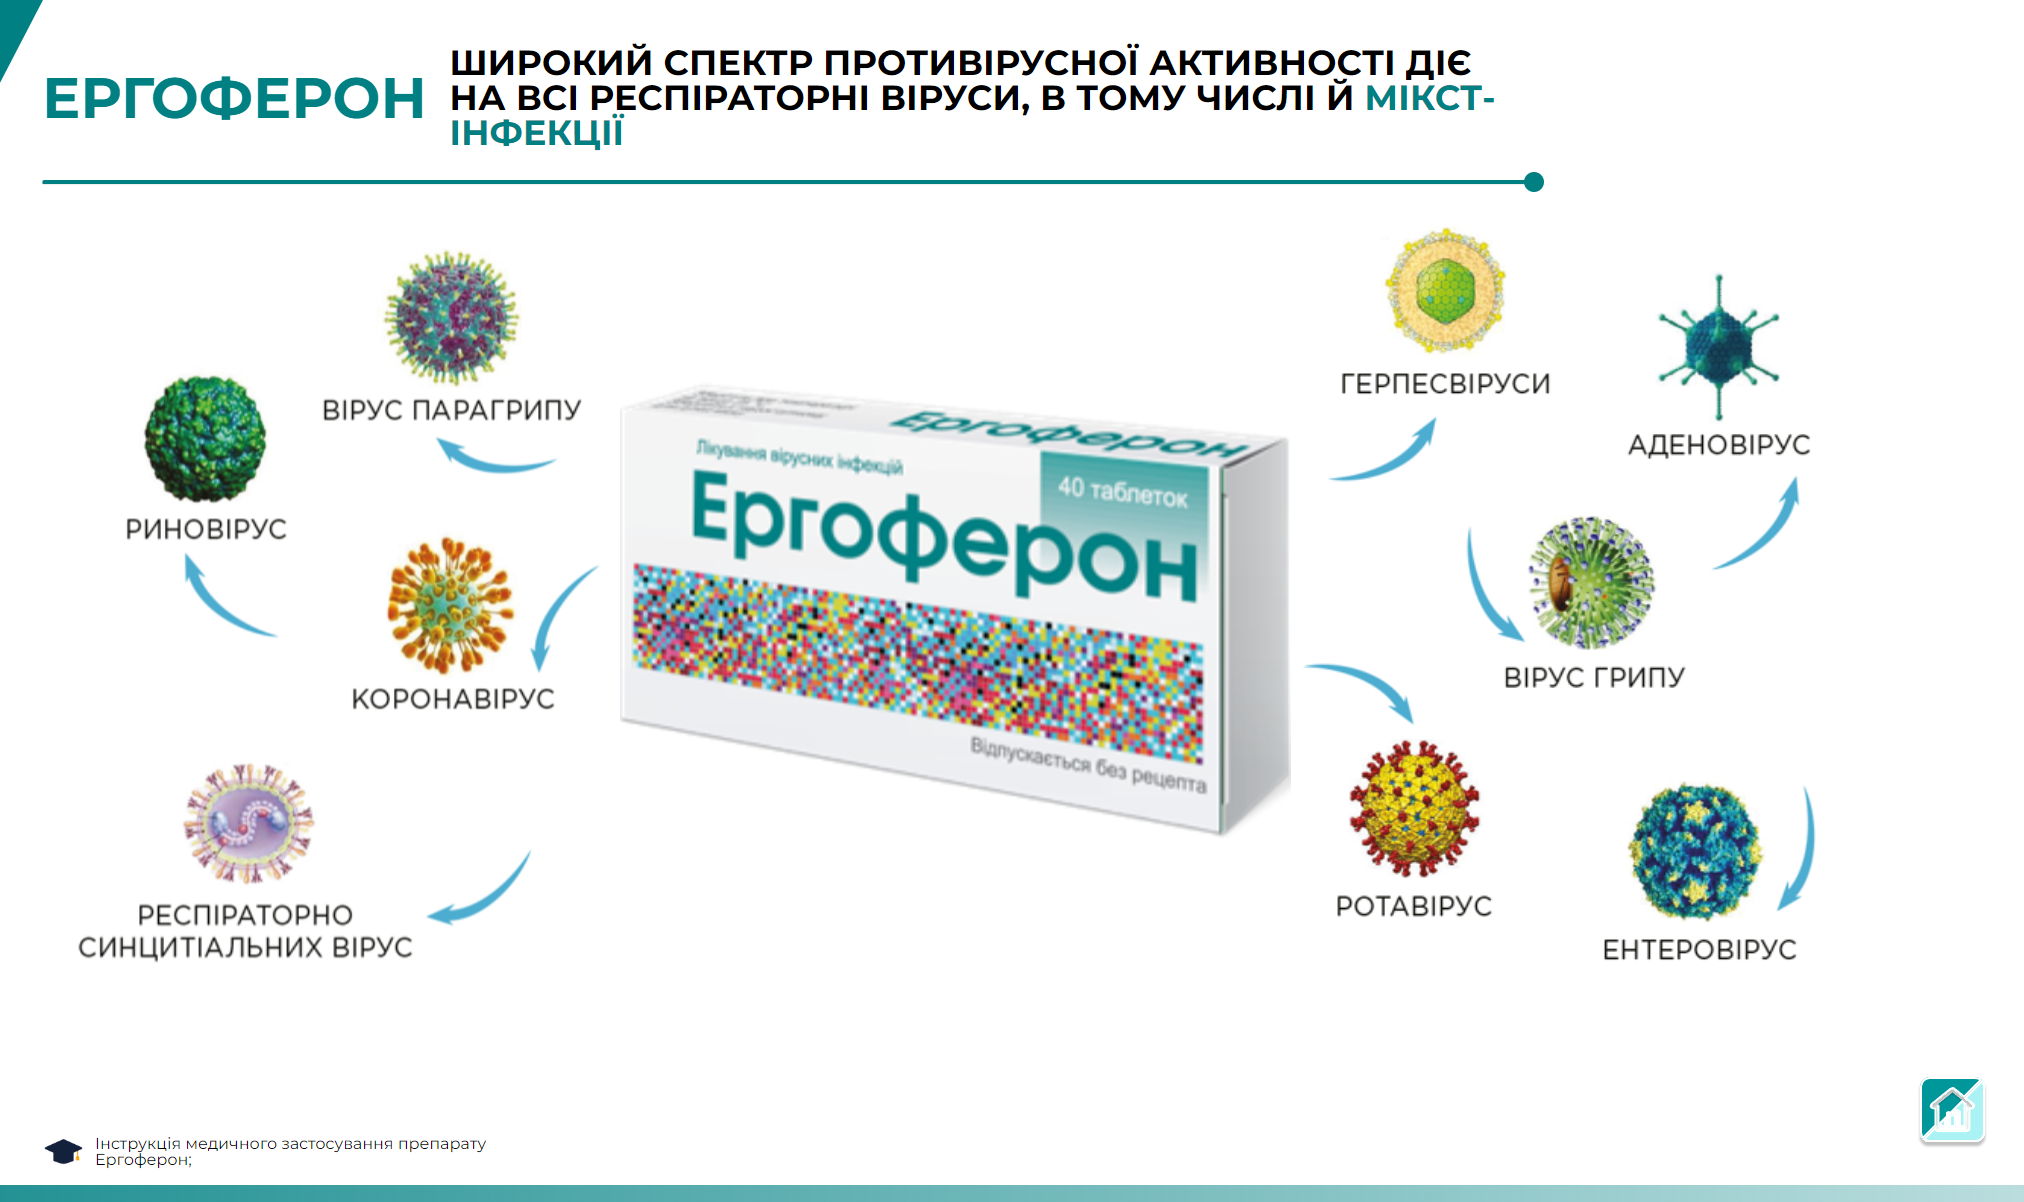 ЕРГОФЕРОН
ШИРОКИЙ СПЕКТР ПРОТИВІРУСНОЇ АКТИВНОСТІ ДІЄ
НА ВСІ РЕСПІРАТОРНІ ВІРУСИ, В ТОМУ ЧИСЛІ Й МІКСТ-
ІНФЕКЦІЇ
ВІРУС ПАРАГРИПУ
РИНОВІРУС
КОРОНАВІРУС
РЕСПІРАТОРНО
СИНЦИТІАЛЬНИХ ВІРУС
Ергоферон
Лікування вірусних інфекцій
40 таблеток
Ергоферон
Відпускається без рецепта
ГЕРПЕСВІРУСИ
АДЕНОВІРУС
ВІРУС ГРИПУ
РОТАВІРУС
ЕНТЕРОВІРУС
Інструкція медичного застосування препарату
Ергоферон;